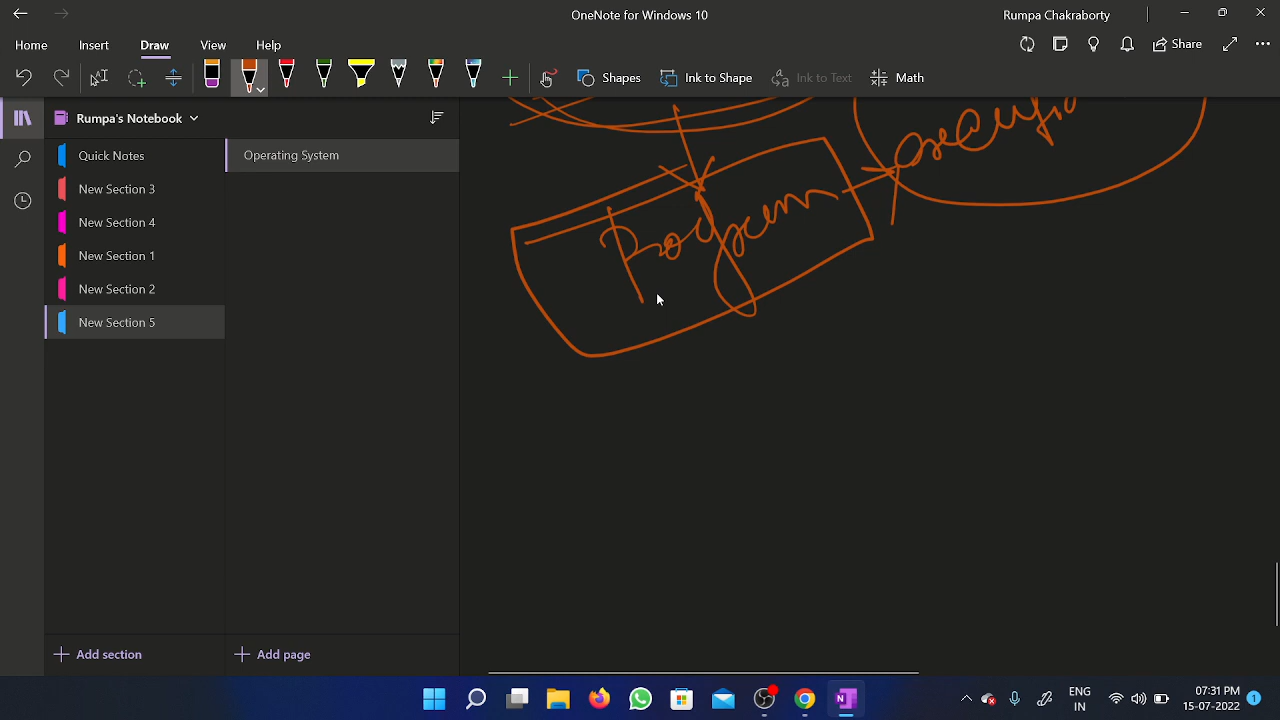 OneNote for Windows 10
Rumpa Chakraborty
Home Insert Draw View Help
Share
Shapes Ink to Shape Ink to Text Math
Rumpa's Notebook
Quick Notes
New Section 3
New Section 4
New Section 1
New Section 2
New Section 5
Operating System
Program
Add section
Add page
ENG
IN
07:31 PM
15-07-2022
1